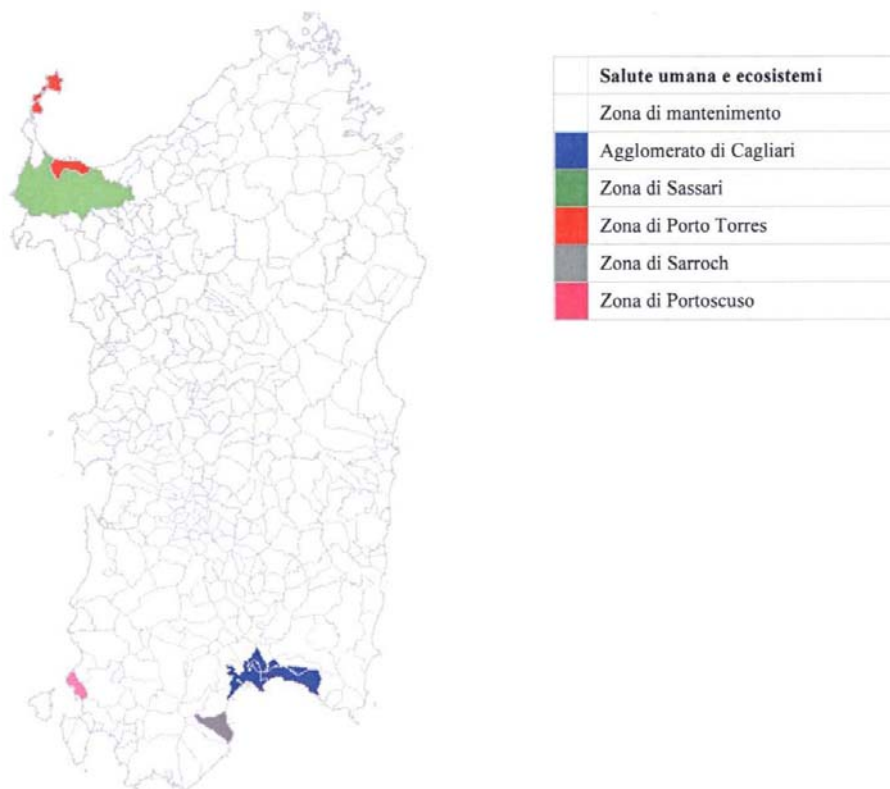 Salute umana e ecosistemi
Zona di mantenimento
Agglomerato di Cagliari
Zona di Sassari
Zona di Porto Torres
Zona di Sarroch
Zona di Portoscuso